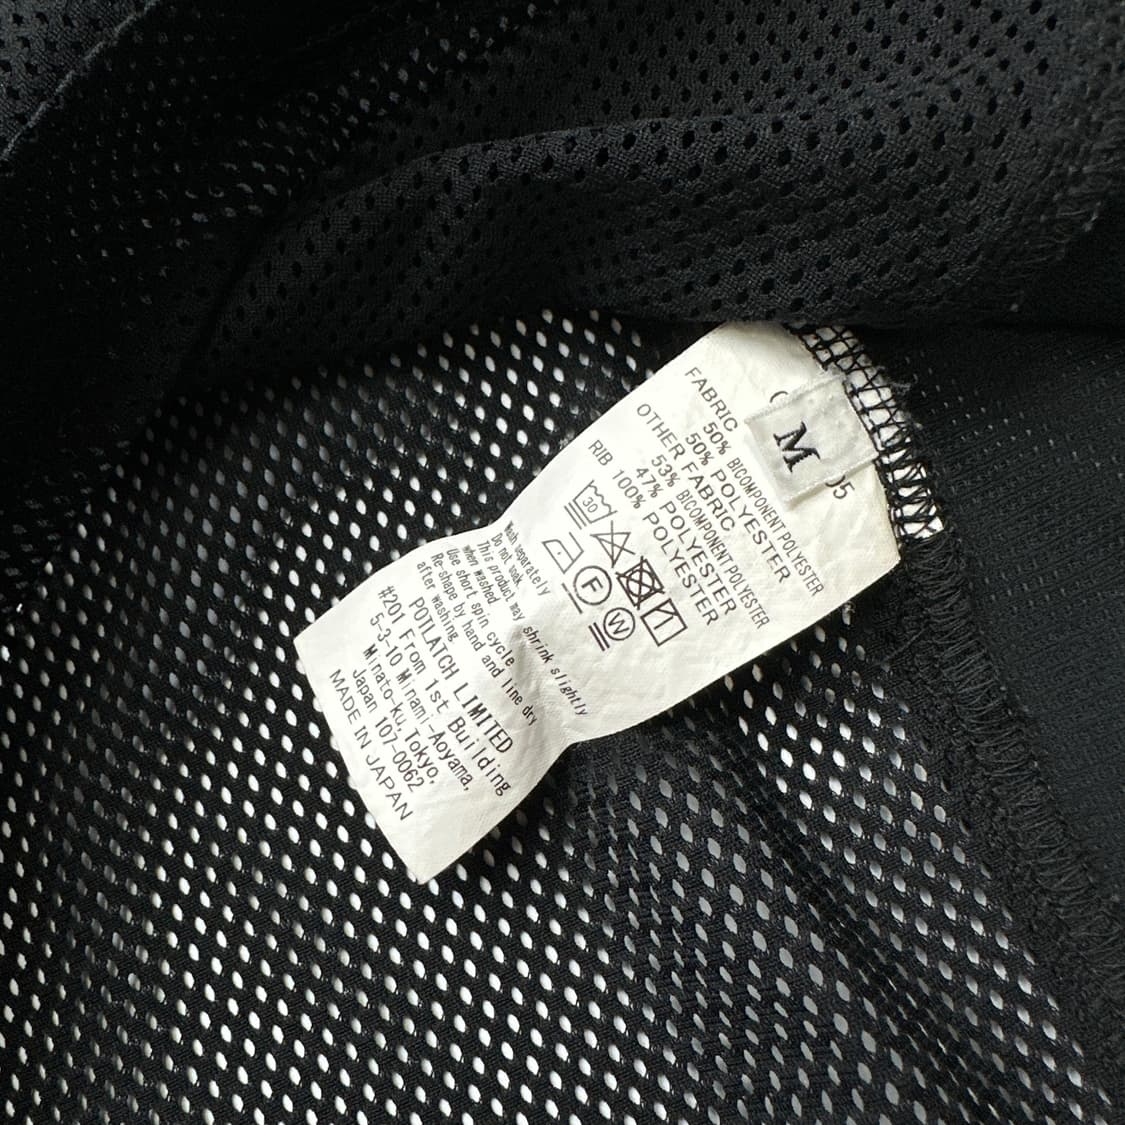 M
05
FABRIC
50% BICOMPONENT POLYESTER
50% POLYESTER
OTHER FABRIC
53% BICOMPONENT POLYESTER
47% POLYESTER
RIB 100% POLYESTER
30
F
W
1
Wash separately
Do not soak
This product may shrink slightly
when washed
Use short spin cycle
Re-shape by hand and line dry
after washing
POTLATCH LIMITED
#201 From 1st Building
5-3-10 Minami-Aoyama,
Minato-ku, Tokyo,
Japan 107-0062
MADE IN JAPAN